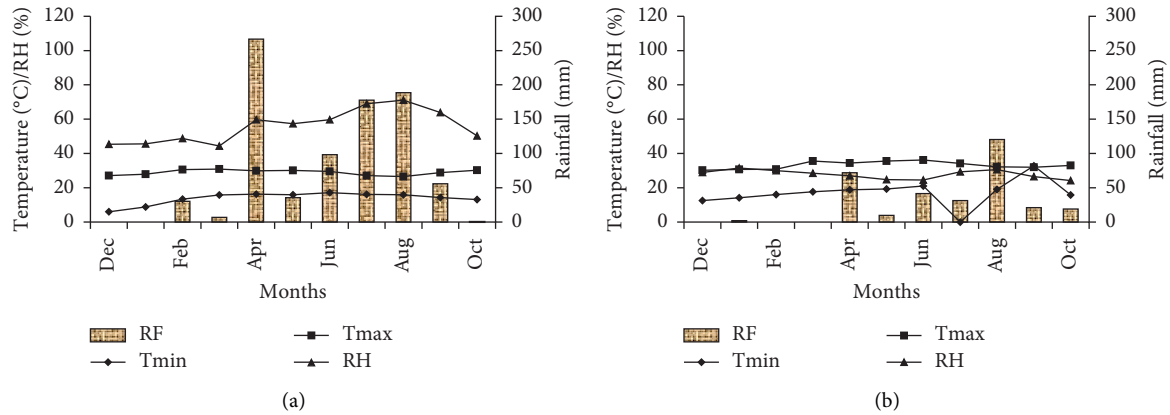 120
100
80
60
40
20
0
Temperature (°C)/RH (%)
300
250
200
150
100
50
0
Rainfall (mm)
Dec
Feb
Apr
Jun
Aug
Oct
Months
RF
Tmax
Tmin
RH
(a)
120
100
80
60
40
20
0
Temperature (°C)/RH (%)
300
250
200
150
100
50
0
Rainfall (mm)
Dec
Feb
Apr
Jun
Aug
Oct
Months
RF
Tmax
Tmin
RH
(b)